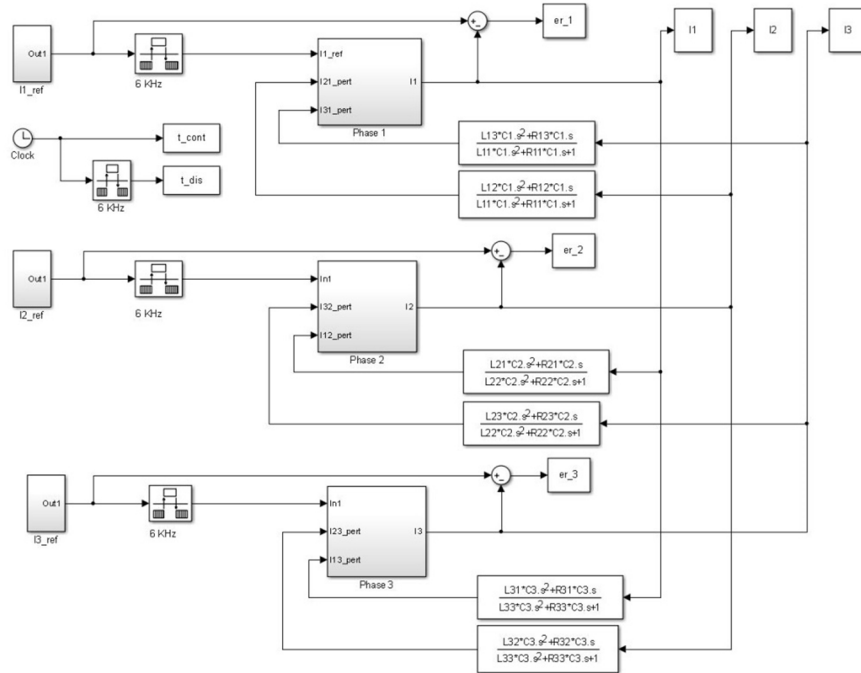 I1
I2
I3
er_1
Out1
I1_ref
6 KHz
I1_ref
I21_pert
I31_pert
I1
Phase 1
L13*C1.s²+R13*C1.s
L11*C1.s²+R11*C1.s+1
L12*C1.s²+R12*C1.s
L11*C1.s²+R11*C1.s+1
Clock
t_cont
6 KHz
t_dis
er_2
Out1
I2_ref
6 KHz
In1
I32_pert
I12_pert
I2
Phase 2
L21*C2.s²+R21*C2.s
L22*C2.s²+R22*C2.s+1
L23*C2.s²+R23*C2.s
L22*C2.s²+R22*C2.s+1
er_3
Out1
I3_ref
6 KHz
In1
I23_pert
I13_pert
I3
Phase 3
L31*C3.s²+R31*C3.s
L33*C3.s²+R33*C3.s+1
L32*C3.s²+R32*C3.s
L33*C3.s²+R33*C3.s+1